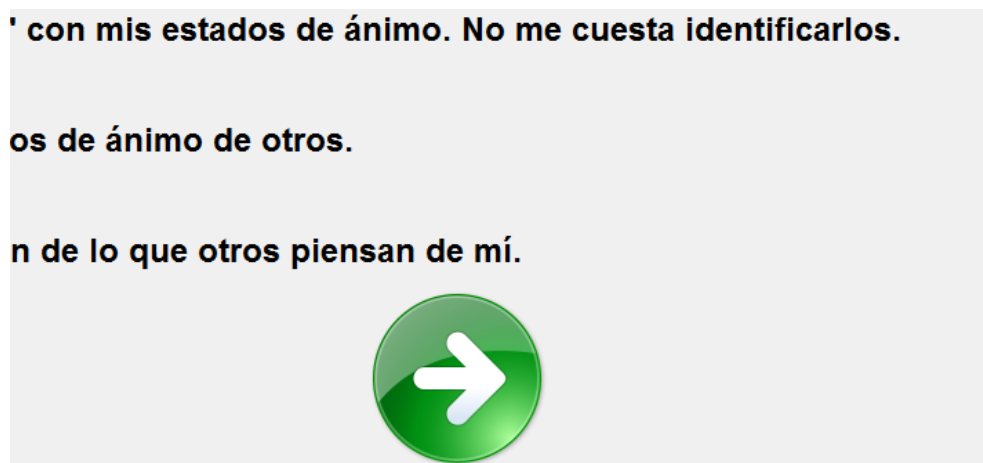 " con mis estados de ánimo. No me cuesta identificarlos.
os de ánimo de otros.
n de lo que otros piensan de mí.